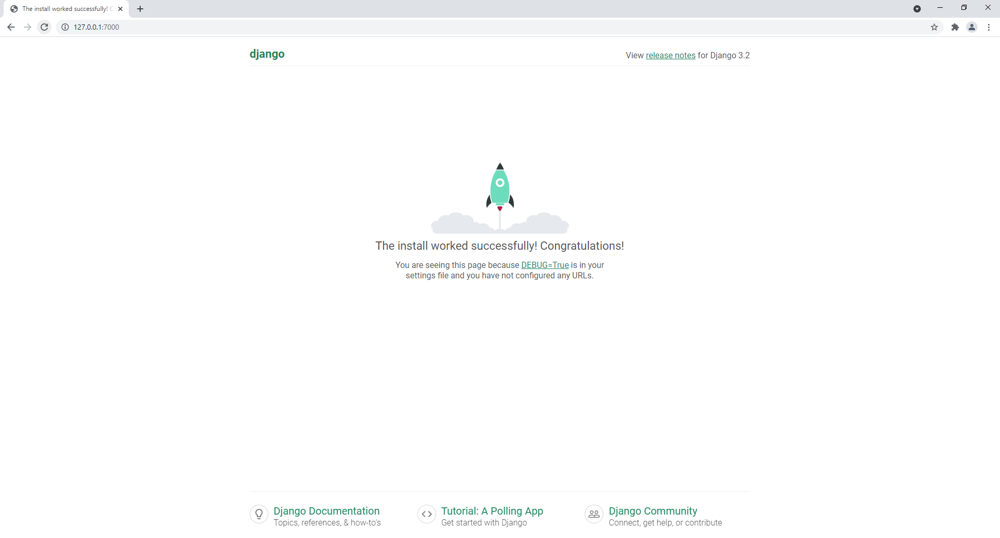 The install worked successfully!
127.0.0.1:7000
django
View release notes for Django 3.2
The install worked successfully! Congratulations!
You are seeing this page because DEBUG=True is in your
settings file and you have not configured any URLs.
Django Documentation
Topics, references, & how-to's
Tutorial: A Polling App
Get started with Django
Django Community
Connect, get help, or contribute